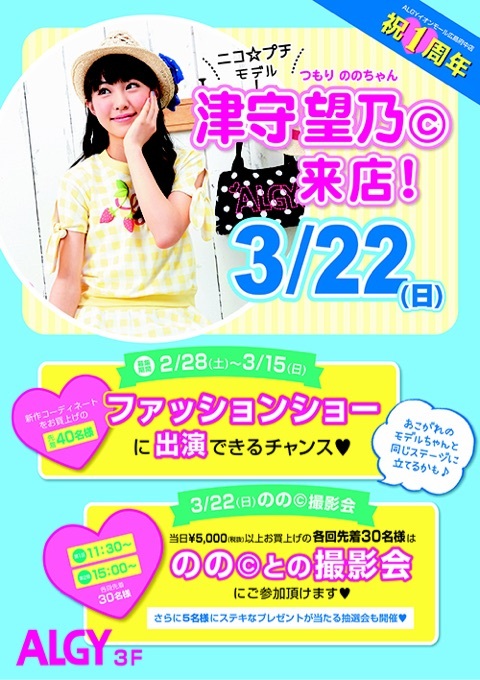 ALGYイオンモール広島府中店
祝1周年
ニコ☆プチ
モデル
つもり ののちゃん
津守望乃©
来店!
ALGY
3/22(日)
募集期間 2/28(土)~3/15(日)
新作コーディネート
をお買上げの
先着40名様
ファッションショー
に出演できるチャンス♥
あこがれの
モデルちゃんと
同じステージに
立てるかも♪
3/22(日)のの©撮影会
当日¥5,000(税抜)以上お買上げの各回先着30名様は
11:30~
15:00~
当日先着
30名様
のの©との撮影会
にご参加頂けます♥
さらに5名様にステキなプレゼントが当たる抽選会も開催♥
ALGY 3F